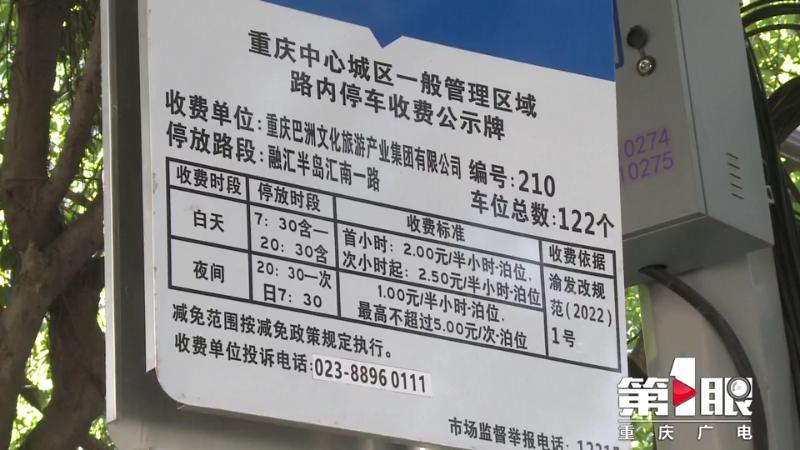 重庆中心城区一般管理区域
路内停车收费公示牌
收费单位:重庆巴洲文化旅游产业集团有限公司 编号:210
停放路段:融汇半岛汇南一路 车位总数:122个
收费时段 停放时段 收费标准 收费依据
白天 7:30含—20:30含 首小时:2.00元/半小时·泊位、
次小时起:2.50元/半小时·泊位 渝发改规范(2022)1号
夜间 20:30—次日7:30 1.00元/半小时·泊位、
最高不超过5.00元/次·泊位
减免范围按减免政策规定执行。
收费单位投诉电话:023-88960111
市场监督举报电话:
0274
10275
第1眼
重庆广电